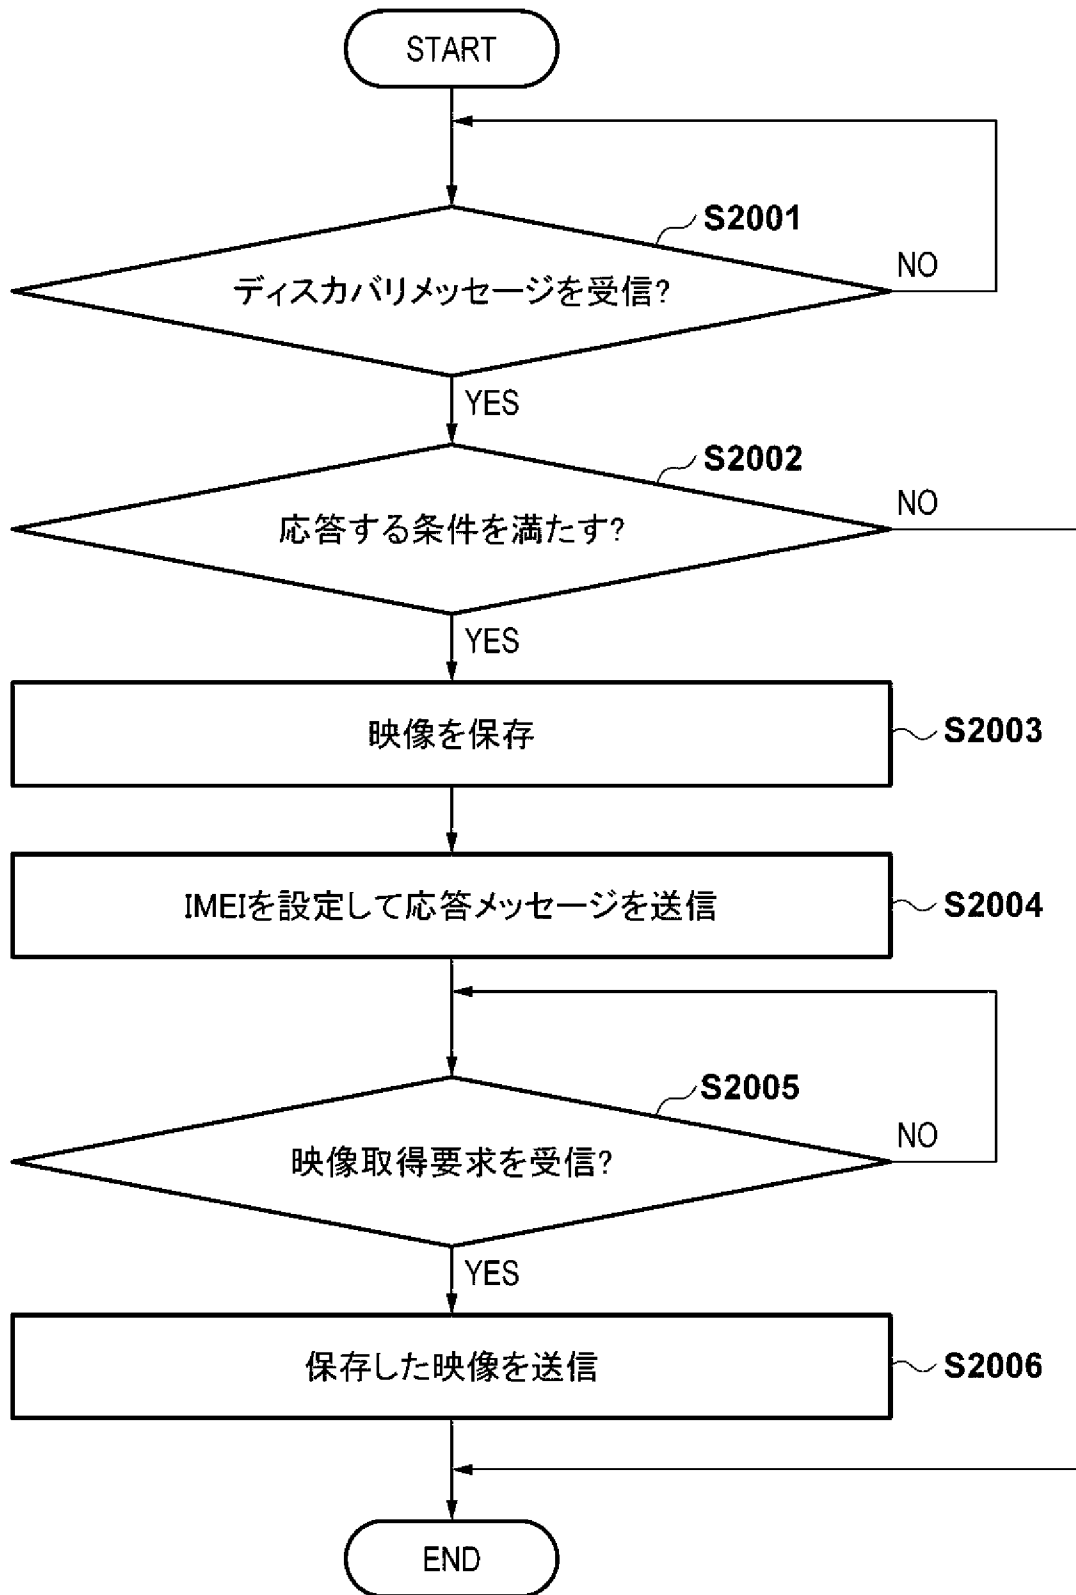 START
S2001
ディスカバリメッセージを受信?
NO
YES
S2002
応答する条件を満たす?
NO
YES
映像を保存
S2003
IMEIを設定して応答メッセージを送信
S2004
S2005
映像取得要求を受信?
NO
YES
保存した映像を送信
S2006
END